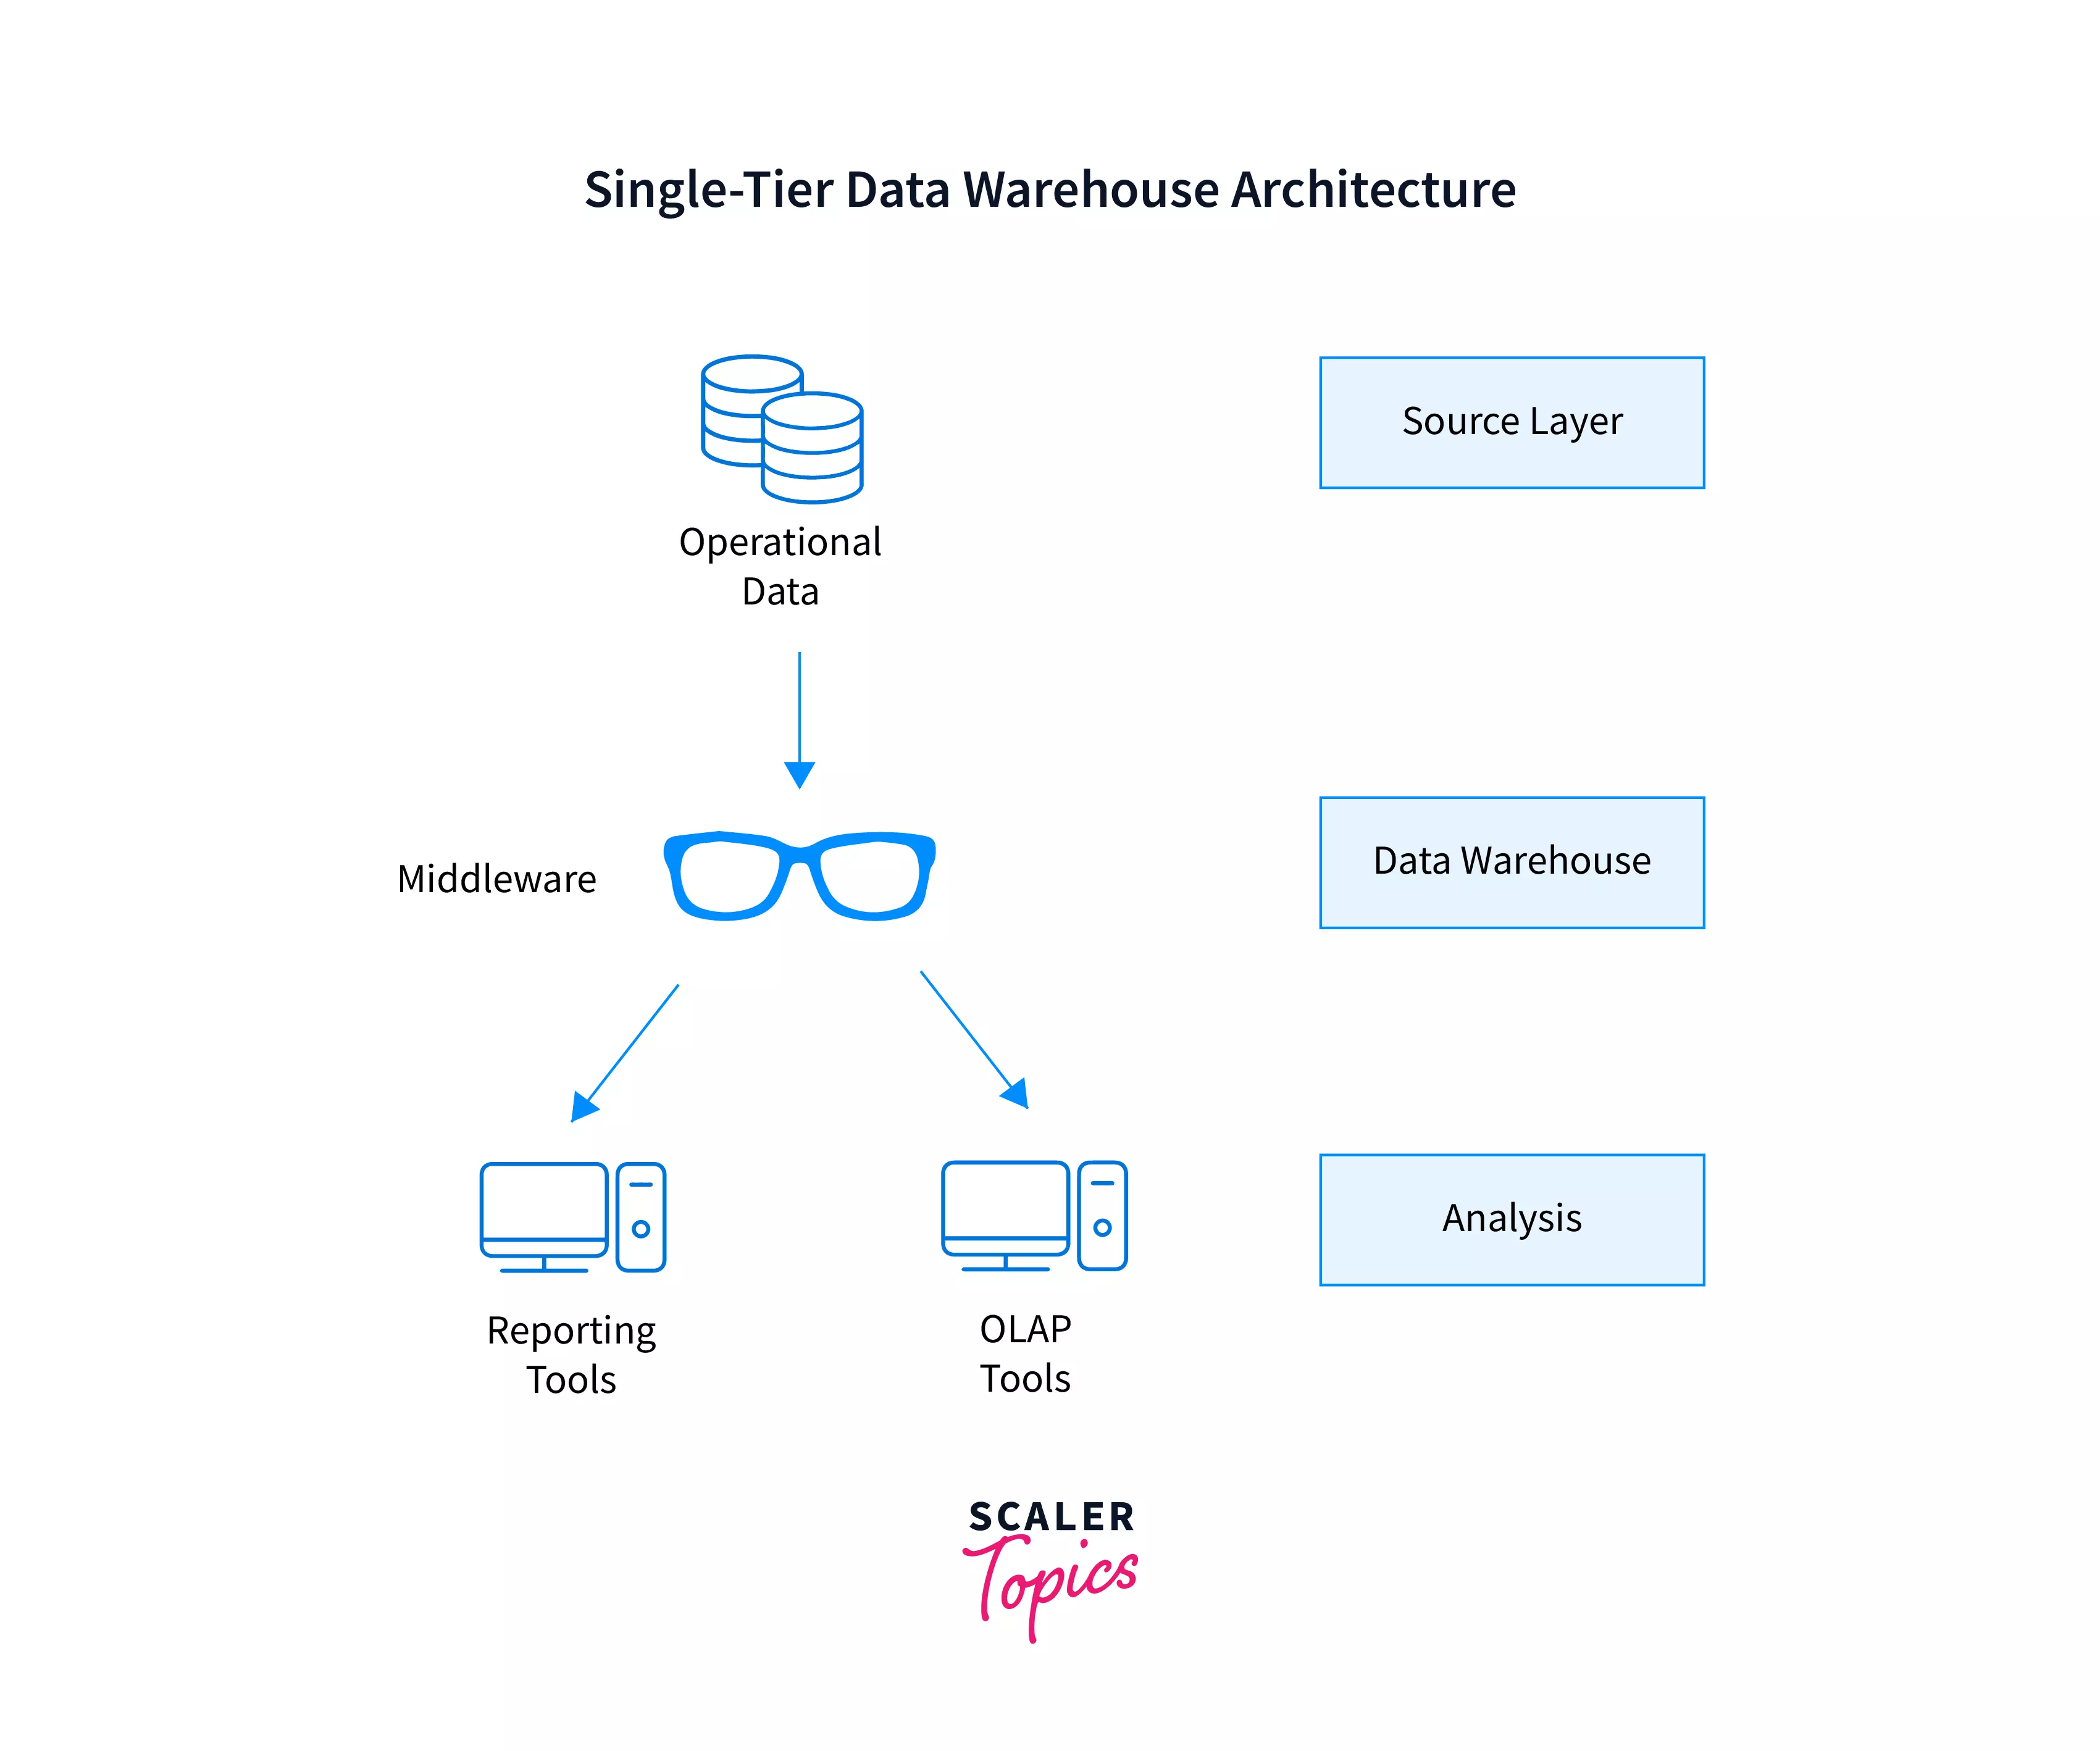 Single-Tier Data Warehouse Architecture
Source Layer
Operational
Data
Middleware
Data Warehouse
Analysis
Reporting
Tools
OLAP
Tools
SCALER
Topics